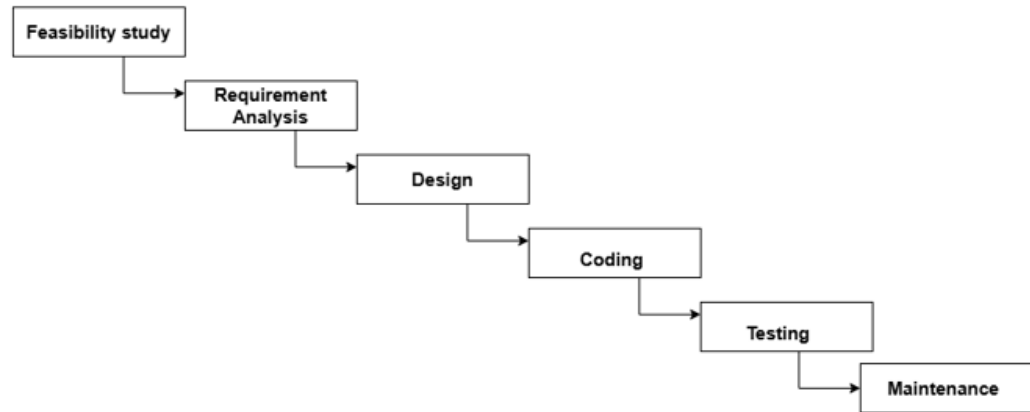 Feasibility study
Requirement
Analysis
Design
Coding
Testing
Maintenance